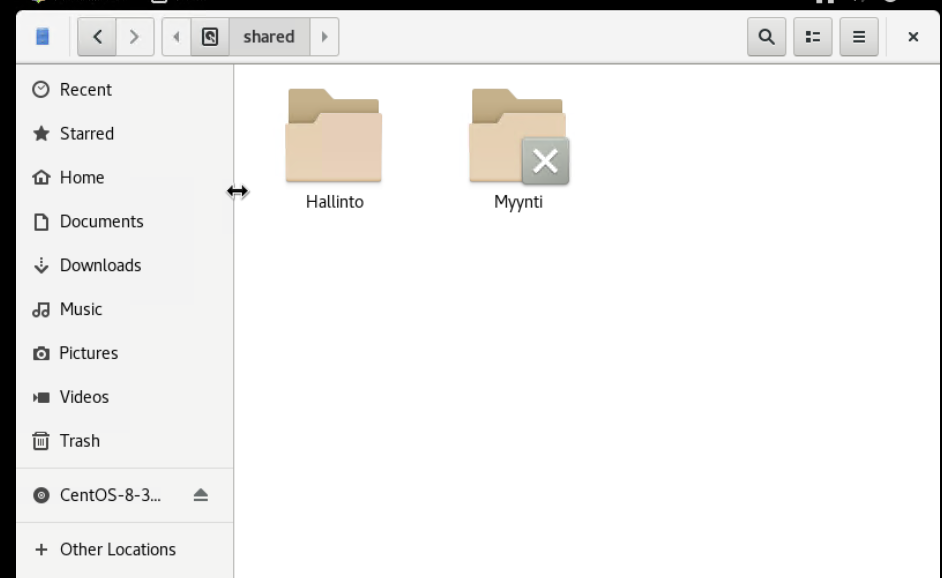 shared
Recent
Starred
Home
Documents
Downloads
Music
Pictures
Videos
Trash
CentOS-8-3...
Other Locations
Hallinto
Myynti